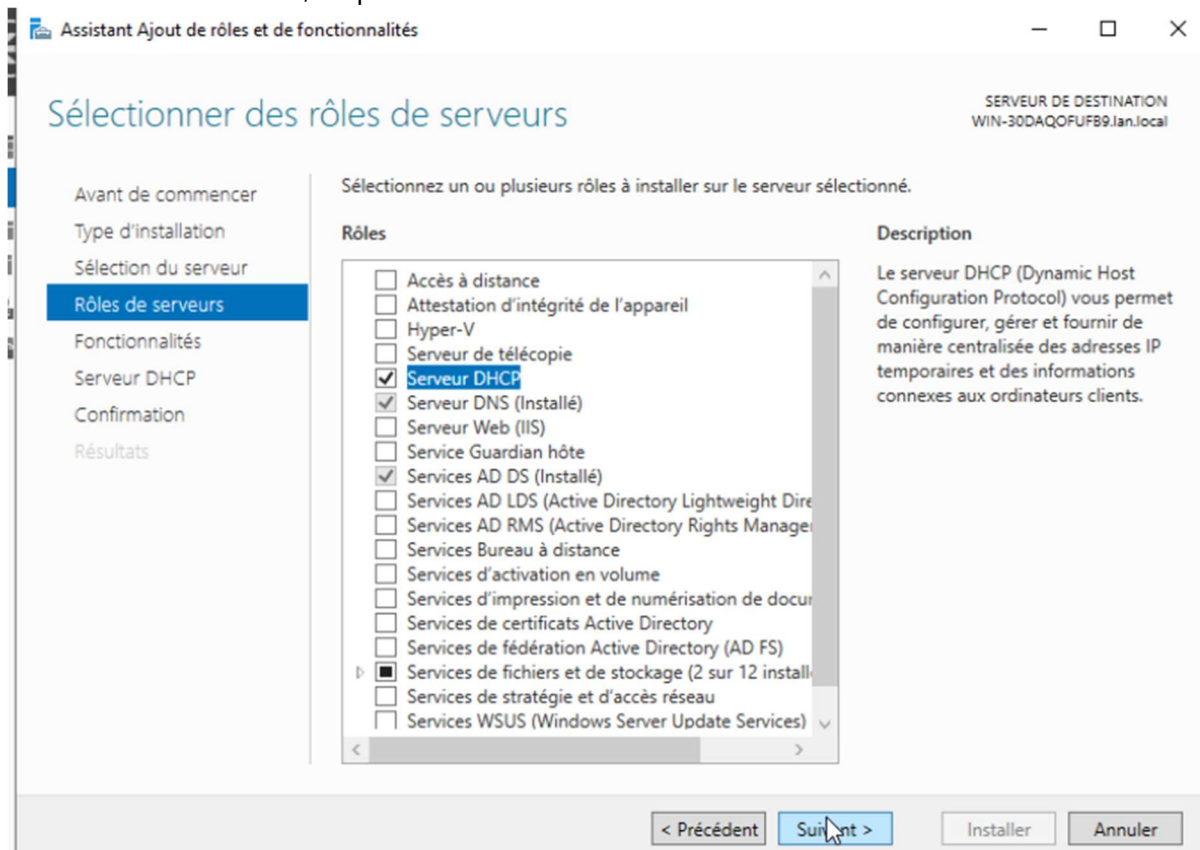 Assistant Ajout de rôles et de fonctionnalités
Sélectionner des rôles de serveurs
SERVEUR DE DESTINATION
WIN-30DAQOFUFB9.lan.local
Avant de commencer
Type d'installation
Sélection du serveur
Rôles de serveurs
Fonctionnalités
Serveur DHCP
Confirmation
Résultats
Sélectionnez un ou plusieurs rôles à installer sur le serveur sélectionné.
Rôles
Accès à distance
Attestation d'intégrité de l'appareil
Hyper-V
Serveur de télécopie
Serveur DHCP
Serveur DNS (Installé)
Serveur Web (IIS)
Service Guardian hôte
Services AD DS (Installé)
Services AD LDS (Active Directory Lightweight Dire
Services AD RMS (Active Directory Rights Manage
Services Bureau à distance
Services d'activation en volume
Services d'impression et de numérisation de docu
Services de certificats Active Directory
Services de fédération Active Directory (AD FS)
Services de fichiers et de stockage (2 sur 12 install
Services de stratégie et d'accès réseau
Services WSUS (Windows Server Update Services)
Description
Le serveur DHCP (Dynamic Host
Configuration Protocol) vous permet
de configurer, gérer et fournir de
manière centralisée des adresses IP
temporaires et des informations
connexes aux ordinateurs clients.
< Précédent
Suivant >
Installer
Annuler